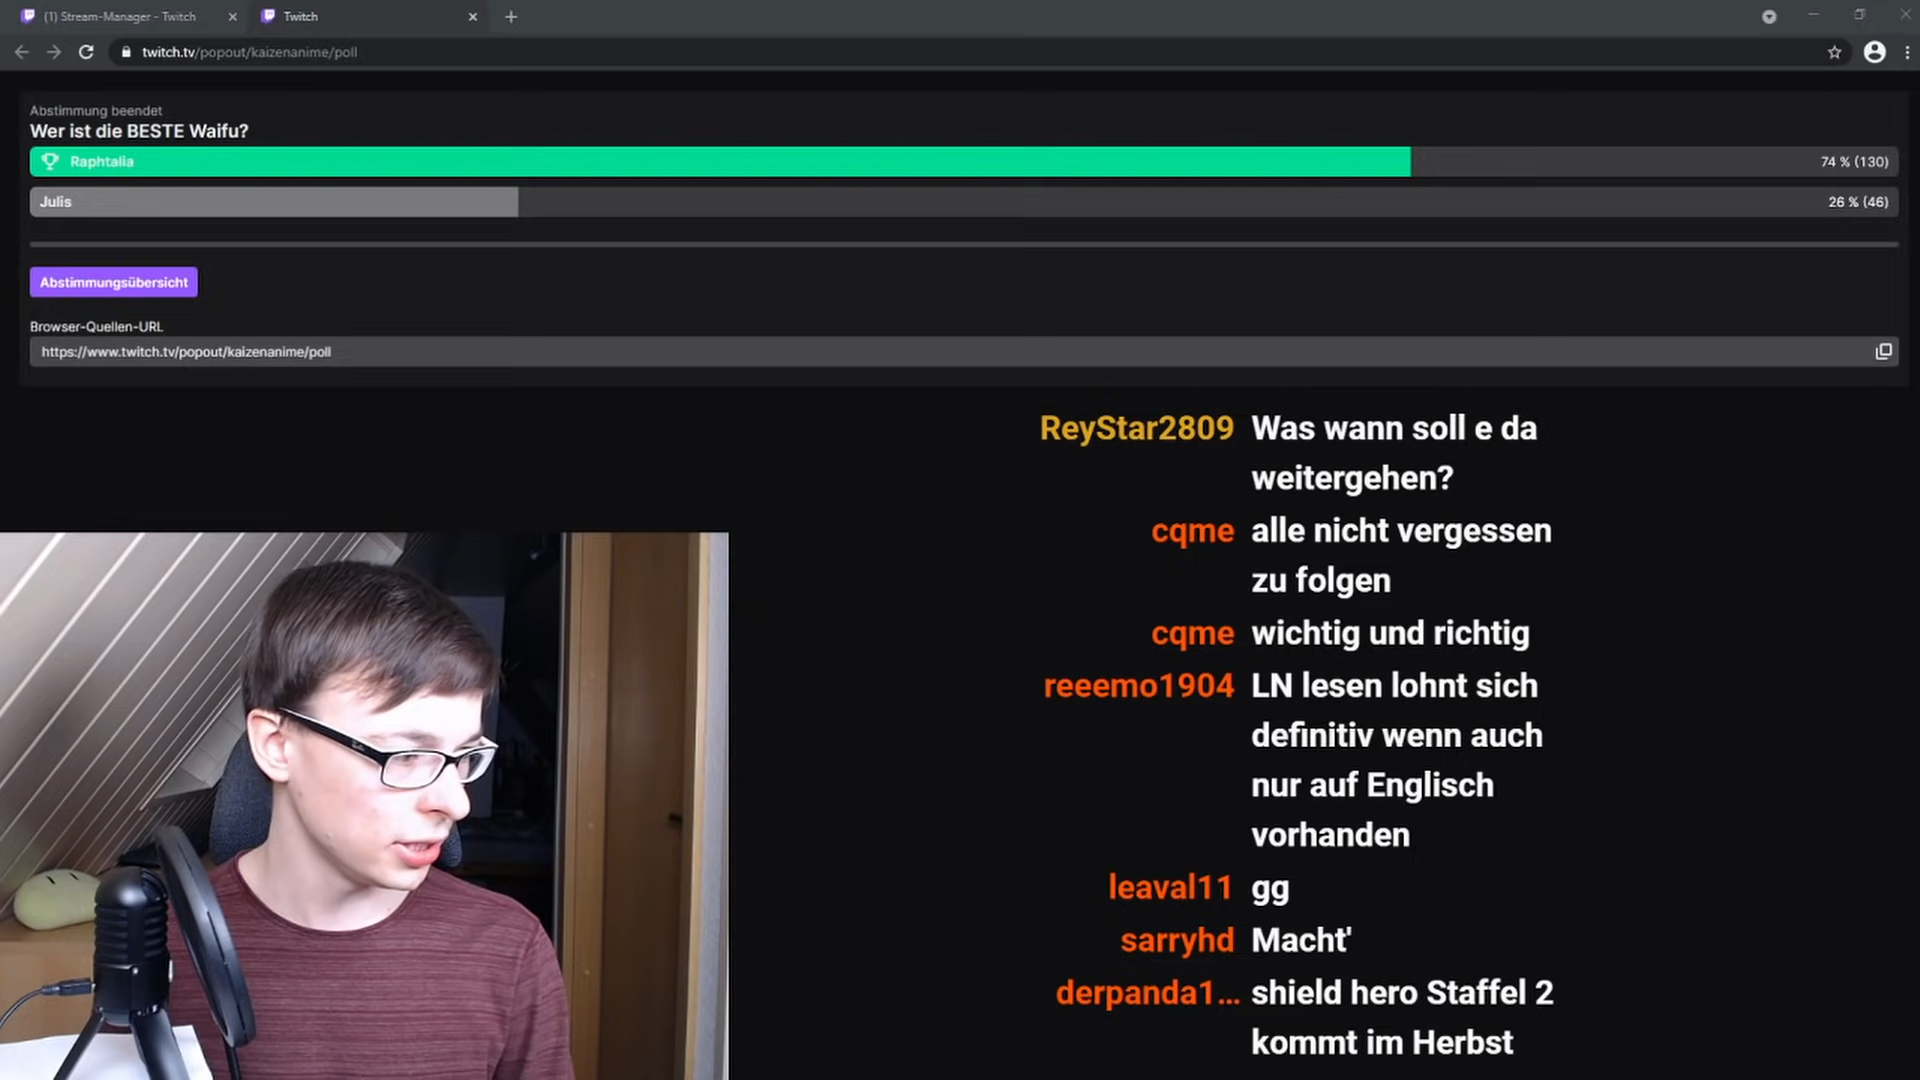 (1) Stream-Manager - Twitch
Twitch
twitch.tv/popout/kaizenanime/poll
Abstimmung beendet
Wer ist die BESTE Waifu?
Raphtalia
74 % (130)
Julis
26 % (46)
Abstimmungsübersicht
Browser-Quellen-URL
https://www.twitch.tv/popout/kaizenanime/poll
ReyStar2809 Was wann soll e da
weitergehen?
cqme alle nicht vergessen
zu folgen
cqme wichtig und richtig
reeemo1904 LN lesen lohnt sich
definitiv wenn auch
nur auf Englisch
vorhanden
leaval11 gg
sarryhd Macht'
derpanda1... shield hero Staffel 2
kommt im Herbst